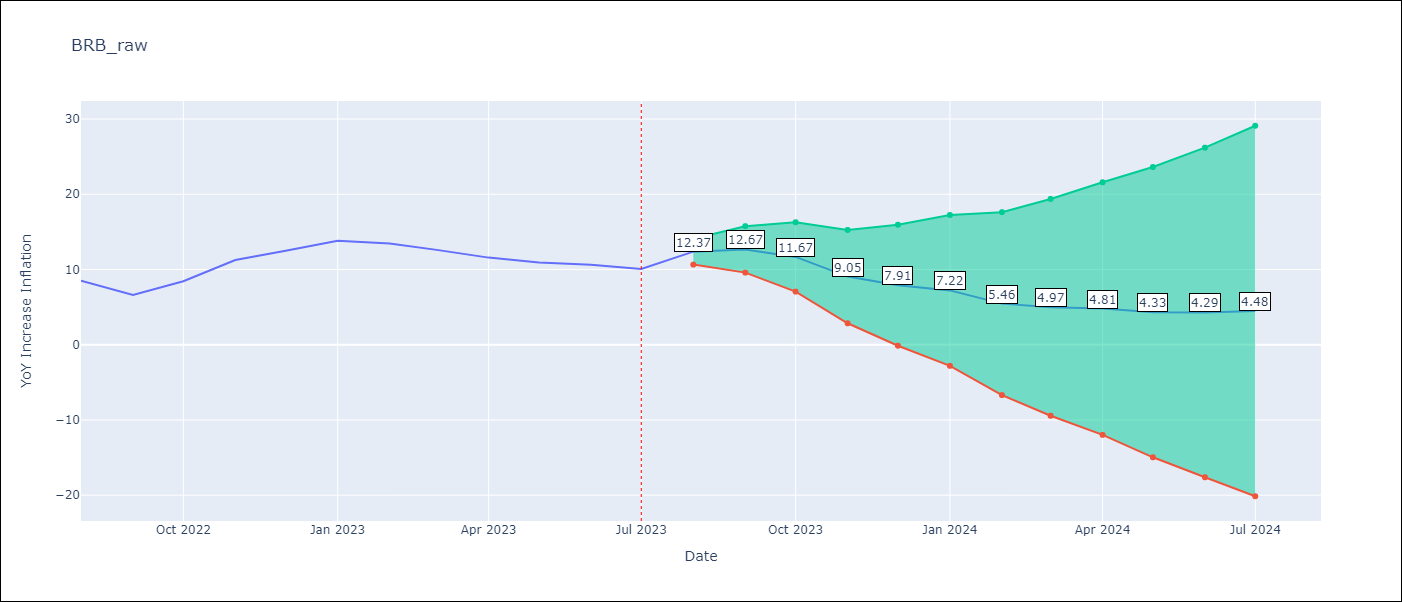 BRB_raw
YoY Increase Inflation
30
20
10
0
−10
−20
12.37
12.67
11.67
9.05
7.91
7.22
5.46
4.97
4.81
4.33
4.29
4.48
Oct 2022
Jan 2023
Apr 2023
Jul 2023
Oct 2023
Jan 2024
Apr 2024
Jul 2024
Date